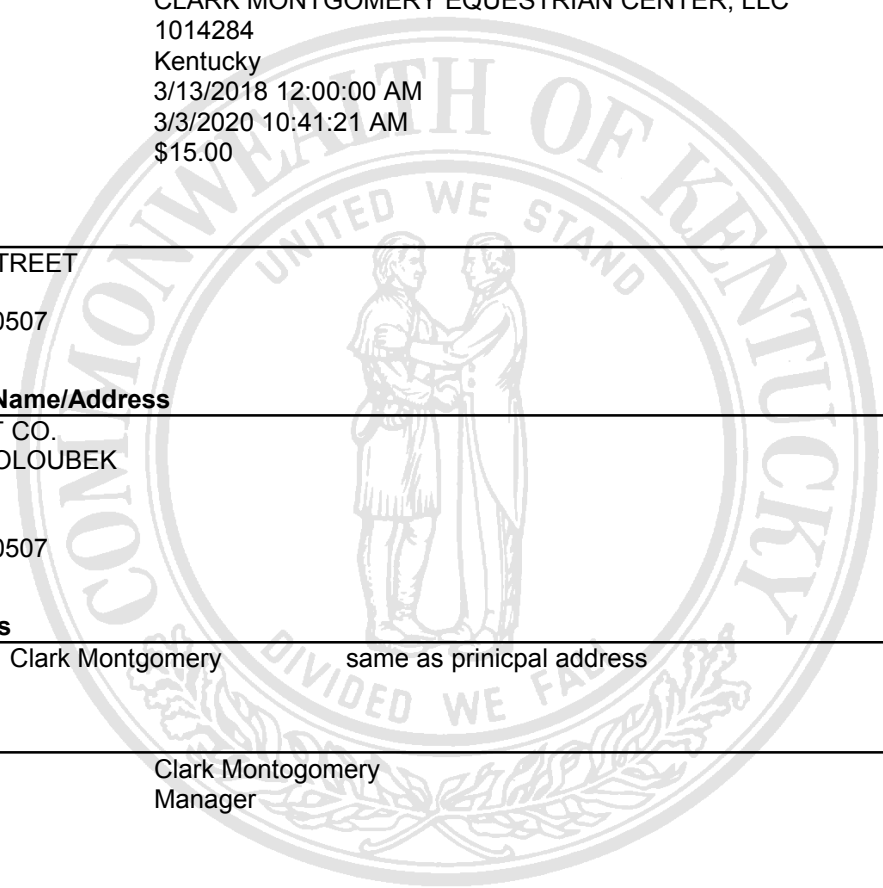 CLARK MONTGOMERY EQUESTRIAN CENTER, LLC
1014284
Kentucky
3/13/2018 12:00:00 AM
3/3/2020 10:41:21 AM
$15.00
COMMONWEALTH OF KENTUCKY
UNITED WE STAND
TREET
0507
Name/Address
T CO.
OLOUBEK
0507
s
Clark Montgomery same as prinicpal address
DIVIDED WE FALL
Clark Montogomery
Manager